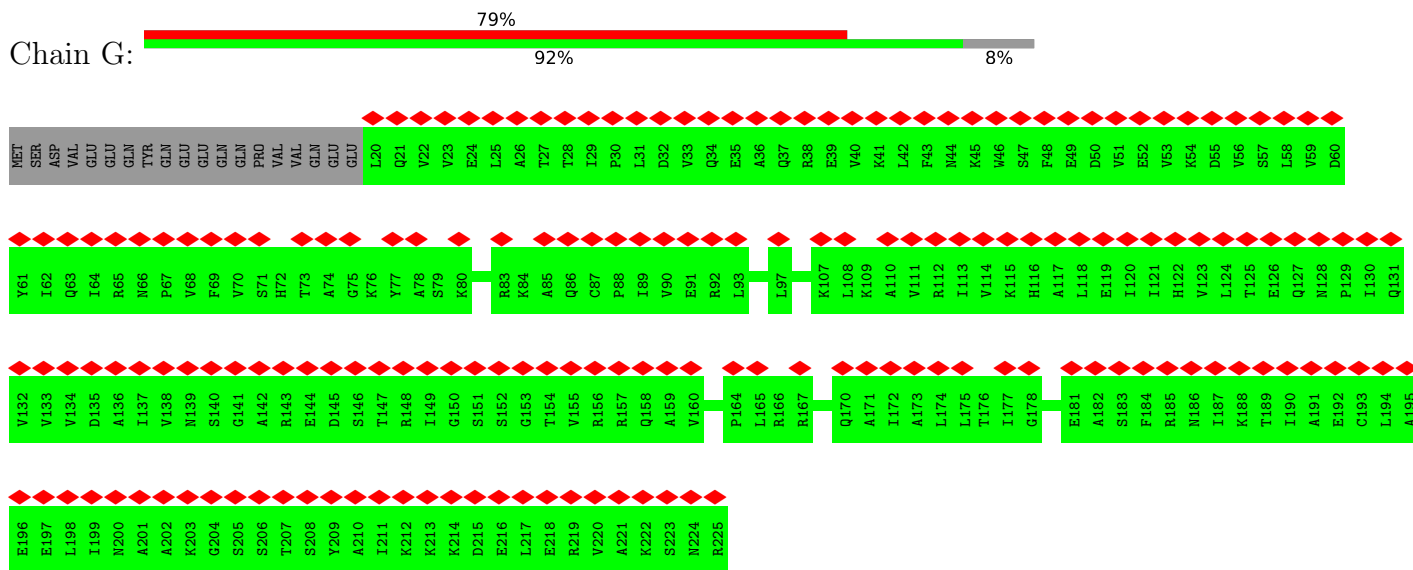 79%
Chain G:
92% 8%
MET SER ASP VAL GLU GLU GLN TYR GLN GLU GLU GLN GLN PRO VAL VAL GLN GLU GLU L20 Q21 V22 V23 E24 L25 A26 T27 T28 I29 P30 L31 D32 V33 Q34 E35 A36 Q37 R38 E39 V40 K41 L42 F43 N44 K45 W46 S47 F48 E49 D50 V51 E52 V53 K54 D55 V56 S57 L58 V59 D60
Y61 I62 Q63 I64 R65 N66 P67 V68 F69 V70 S71 H72 T73 A74 G75 K76 Y77 A78 S79 K80 R83 K84 A85 Q86 C87 P88 I89 V90 E91 R92 L93 L97 K107 L108 K109 A110 V111 R112 I113 V114 K115 H116 A117 L118 E119 I120 I121 H122 V123 L124 T125 E126 Q127 N128 P129 I130 Q131
V132 V133 V134 D135 A136 I137 V138 N139 S140 G141 A142 R143 E144 D145 S146 T147 R148 I149 G150 S151 S152 G153 T154 V155 R156 R157 Q158 A159 V160 P164 L165 R166 R167 Q170 A171 I172 A173 L174 L175 T176 I177 G178 E181 A182 S183 F184 R185 N186 I187 K188 T189 I190 A191 E192 C193 L194 A195
E196 E197 L198 I199 N200 A201 A202 K203 G204 S205 S206 T207 S208 Y209 A210 I211 K212 K213 K214 D215 E216 L217 E218 R219 V220 A221 K222 S223 N224 R225